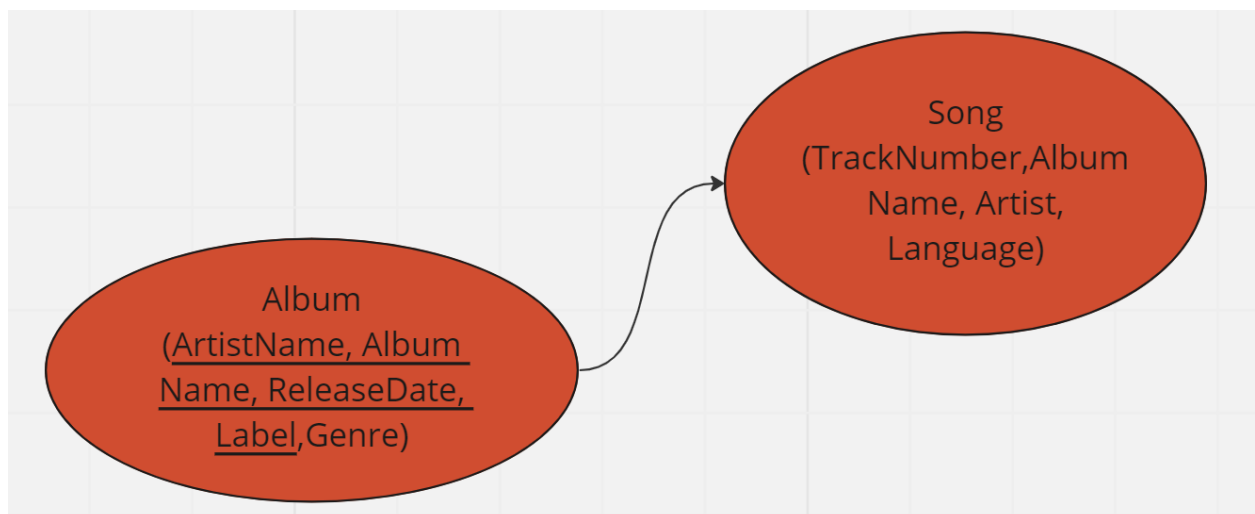 Song
(TrackNumber,Album
Name, Artist,
Language)
Album
(ArtistName, Album
Name, ReleaseDate,
Label,Genre)